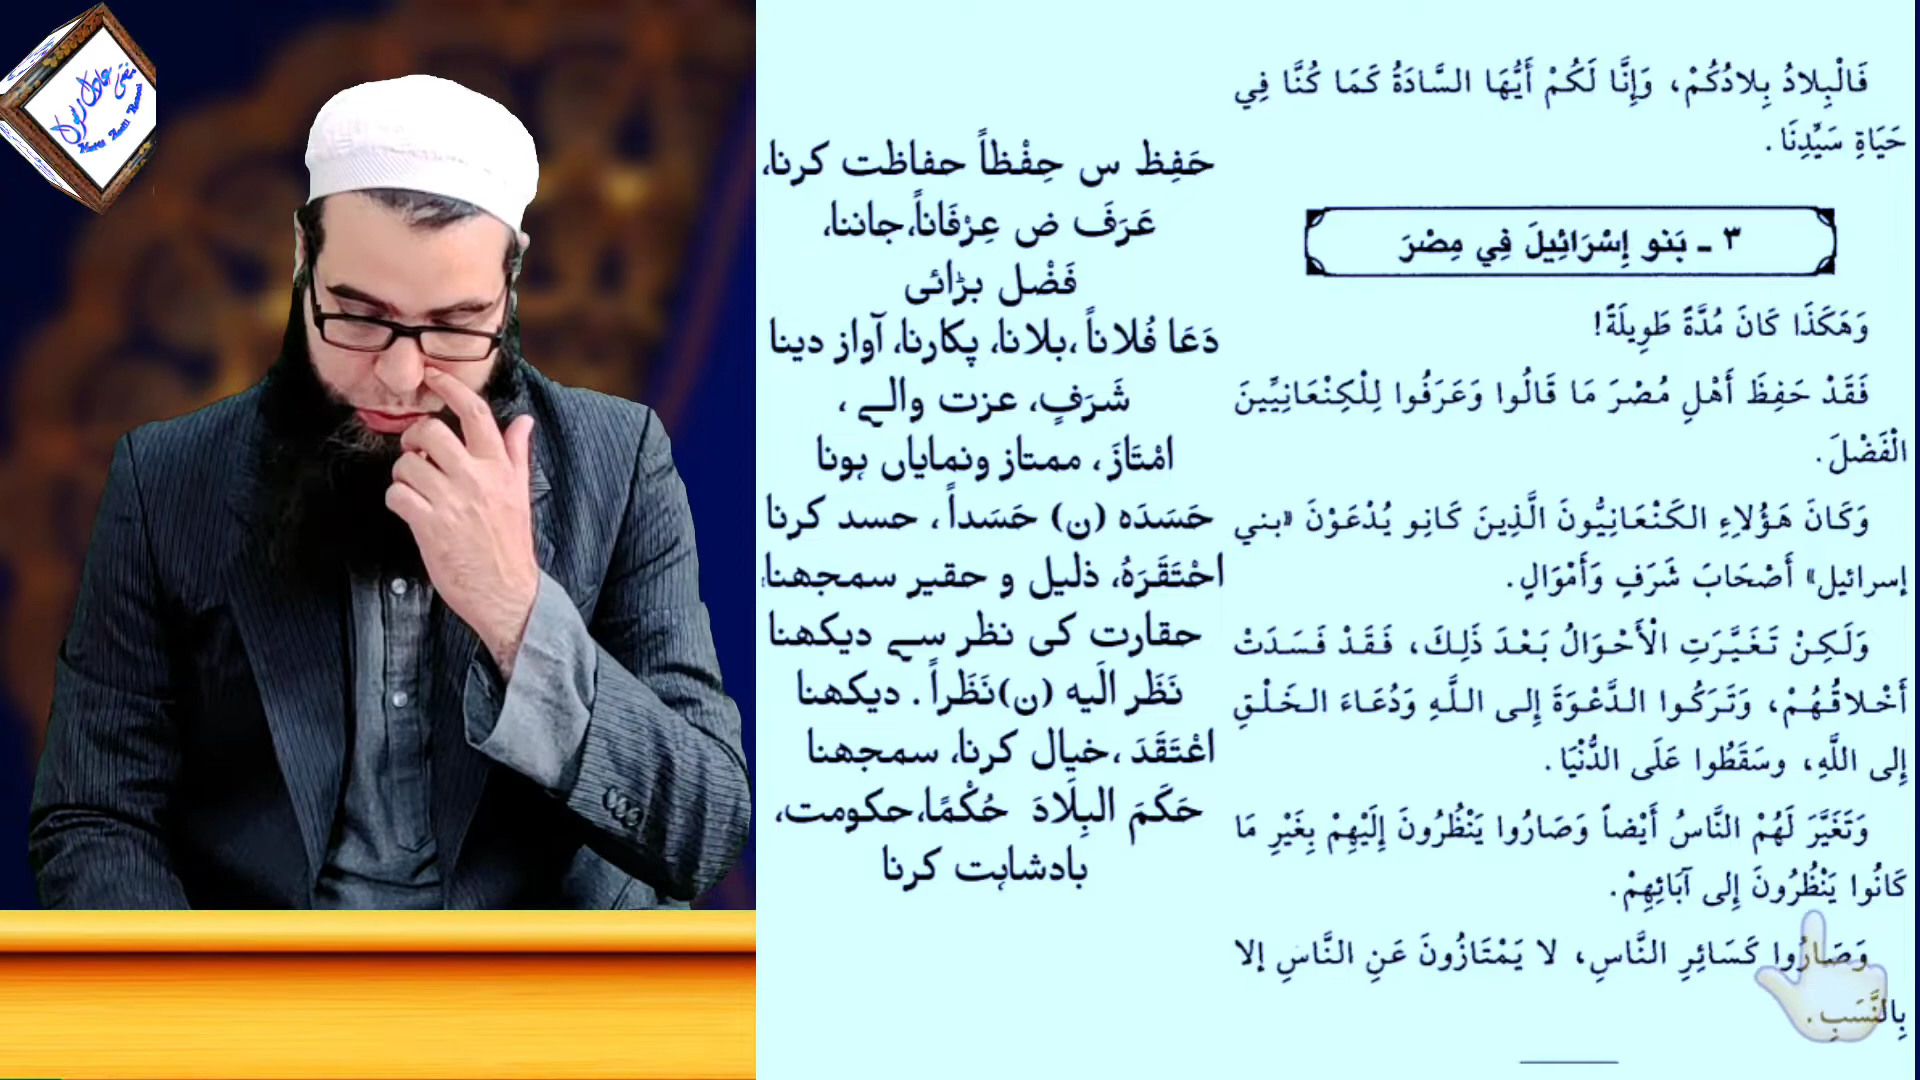 فَالْبِلادُ بِلادُكُمْ، وَإِنَّا لَكُمْ أَيُّهَا السَّادَةُ كَمَا كُنَّا فِي
حَيَاةِ سَيِّدِنَا .
٣ ـ بَنو إِسْرَائِيلَ فِي مِصْرَ
وَهَكَذَا كَانَ مُدَّةً طَوِيلَةً!
فَقَدْ حَفِظَ أَهْلِ مُصْرَ مَا قَالُوا وَعَرَفُوا لِلْكِنْعَانِيِّينَ
الْفَضْلَ .
وَكَانَ هَؤُلاءِ الكَنْعَانِيُّونَ الَّذِينَ كَانِو يُدْعَوْنَ «بني
إسرائيل» أَصْحَابَ شَرَفٍ وَأَمْوَالٍ .
وَلَكِنْ تَغَيَّرَتِ الْأَحْوَالُ بَعْدَ ذَلِكَ، فَقَدْ فَسَدَتْ
أَخْلاقُهُمْ، وَتَرَكُوا الدَّعْوَةَ إِلى اللَّهِ وَدُعَاءَ الخَلْقِ
إِلى اللَّهِ، وسَقَطُوا عَلَى الدُّنْيَا .
وَتَغَيَّرَ لَهُمْ النَّاسُ أَيْضاً وَصَارُوا يَنْظُرُونَ إِلَيْهِمْ بِغَيْرِ مَا
كَانُوا يَنْظُرُونَ إِلى آبَائِهِمْ .
وَصَارُوا كَسَائِرِ النَّاسِ، لا يَمْتَازُونَ عَنِ النَّاسِ إلا
بِالنَّسَبِ .
حَفِظ س حِفْظاً حفاظت کرنا،
عَرَفَ ض عِرْفَاناً،جاننا،
فَضْل بڑائی
دَعَا فُلاناً ،بلانا، پکارنا، آواز دینا
شَرَفٍ، عزت والے ،
امْتَازَ، ممتاز ونمایاں ہونا
حَسَدَه (ن) حَسَداً ، حسد کرنا
احْتَقَرَهُ، ذلیل و حقیر سمجھنا،
حقارت کی نظر سے دیکھنا
نَظَر الَيه (ن)نَظَراً . دیکھنا
اعْتَقَدَ ،خیال کرنا، سمجھنا
حَكَمَ البِلَادَ حُكْمًا،حکومت،
بادشاہت کرنا